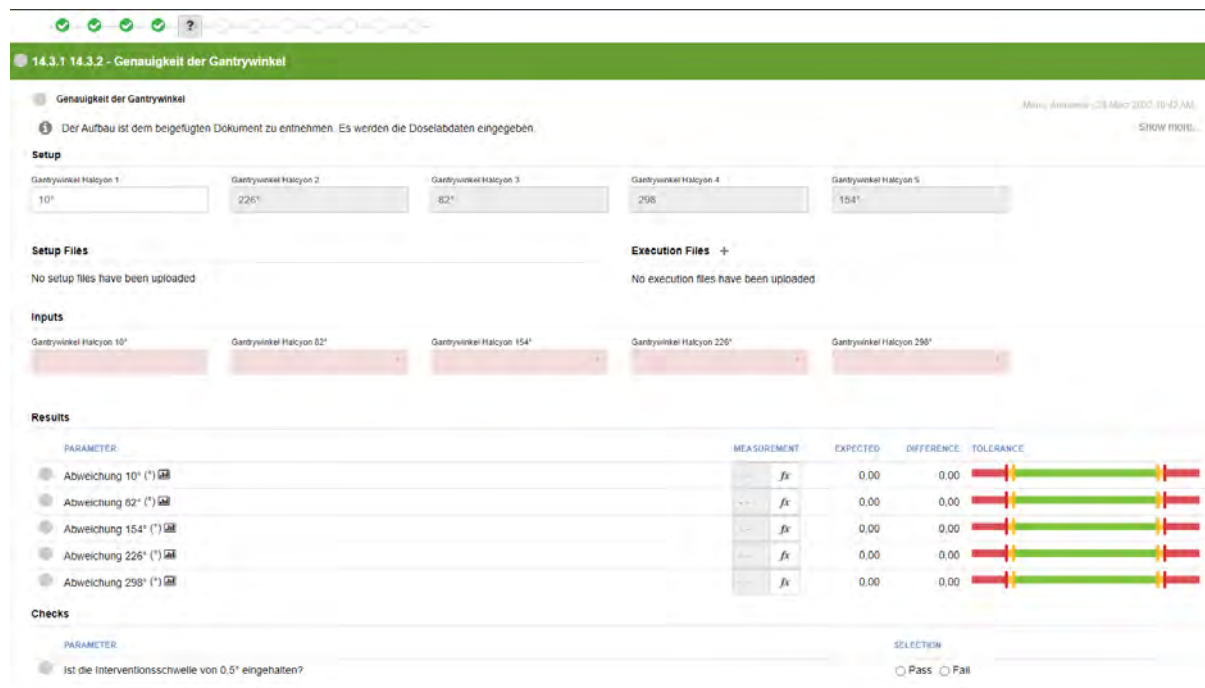 ?
14.3.1 14.3.2 - Genauigkeit der Gantrywinkel
Genauigkeit der Gantrywinkel
Der Aufbau ist dem beigefügten Dokument zu entnehmen. Es werden die Doselabdaten eingegeben.
Show more...
Setup
Gantrywinkel Halcyon 1 Gantrywinkel Halcyon 2 Gantrywinkel Halcyon 3 Gantrywinkel Halcyon 4 Gantrywinkel Halcyon 5
10° 226° 82° 298 154°
Setup Files Execution Files +
No setup files have been uploaded No execution files have been uploaded
Inputs
Gantrywinkel Halcyon 10° Gantrywinkel Halcyon 82° Gantrywinkel Halcyon 154° Gantrywinkel Halcyon 226° Gantrywinkel Halcyon 298°
Results
PARAMETER MEASUREMENT EXPECTED DIFFERENCE TOLERANCE
Abweichung 10° (°) -- fx 0,00 0,00
Abweichung 82° (°) -- fx 0,00 0,00
Abweichung 154° (°) -- fx 0,00 0,00
Abweichung 226° (°) -- fx 0,00 0,00
Abweichung 298° (°) -- fx 0,00 0,00
Checks
PARAMETER SELECTION
Ist die Interventionsschwelle von 0,5° eingehalten? Pass Fail